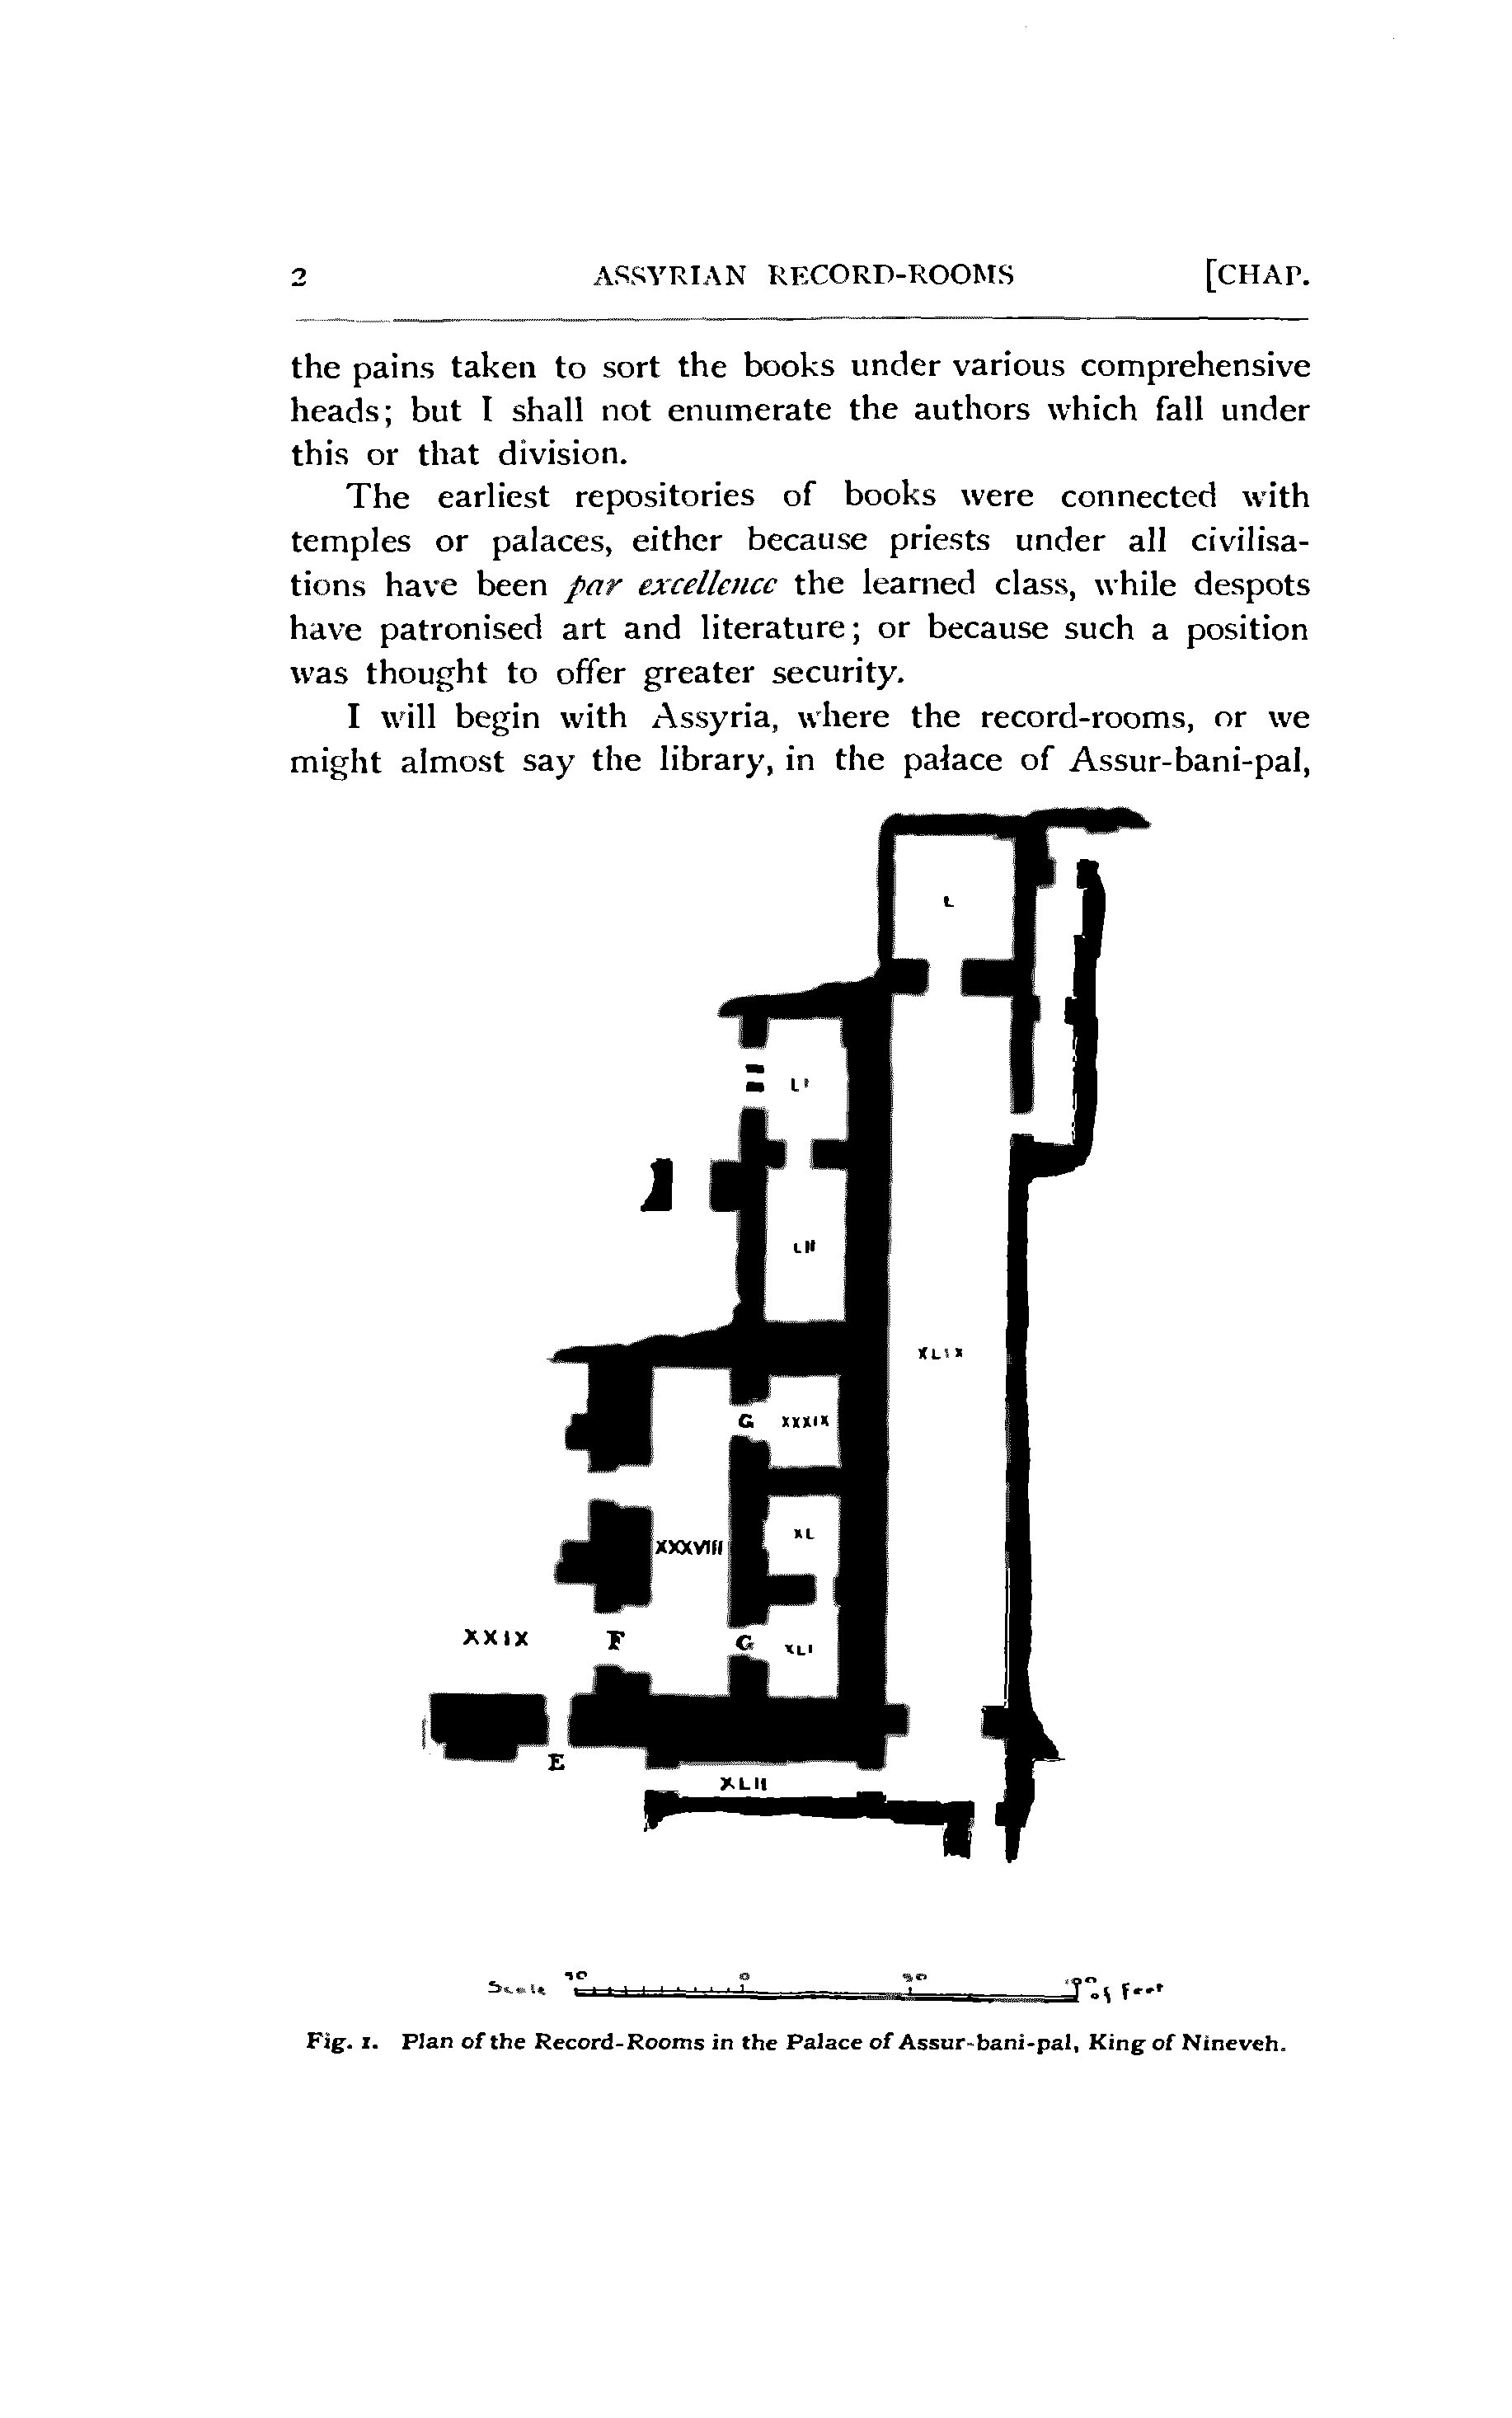 2 ASSYRIAN RECORD-ROOMS [CHAP.
the pains taken to sort the books under various comprehensive
heads; but I shall not enumerate the authors which fall under
this or that division.
The earliest repositories of books were connected with
temples or palaces, either because priests under all civilisa-
tions have been par excellence the learned class, while despots
have patronised art and literature; or because such a position
was thought to offer greater security.
I will begin with Assyria, where the record-rooms, or we
might almost say the library, in the palace of Assur-bani-pal,
L
LI
LII
XLIX
G XXXIX
XL
XXXVIII
XXIX F G XLI
E
XLII
Scale 0 50 100 of Feet
Fig. 1. Plan of the Record-Rooms in the Palace of Assur-bani-pal, King of Nineveh.